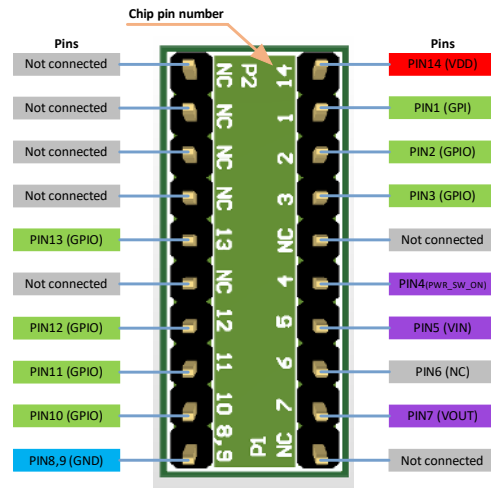 Chip pin number
Pins
Pins
Not connected
NC
P2
14
PIN14 (VDD)
Not connected
NC
1
PIN1 (GPI)
Not connected
NC
2
PIN2 (GPIO)
Not connected
NC
3
PIN3 (GPIO)
PIN13 (GPIO)
13
NC
Not connected
Not connected
NC
4
PIN4(PWR_SW_ON)
PIN12 (GPIO)
12
5
PIN5 (VIN)
PIN11 (GPIO)
11
6
PIN6 (NC)
PIN10 (GPIO)
10
7
PIN7 (VOUT)
PIN8,9 (GND)
8,9
P1
NC
Not connected